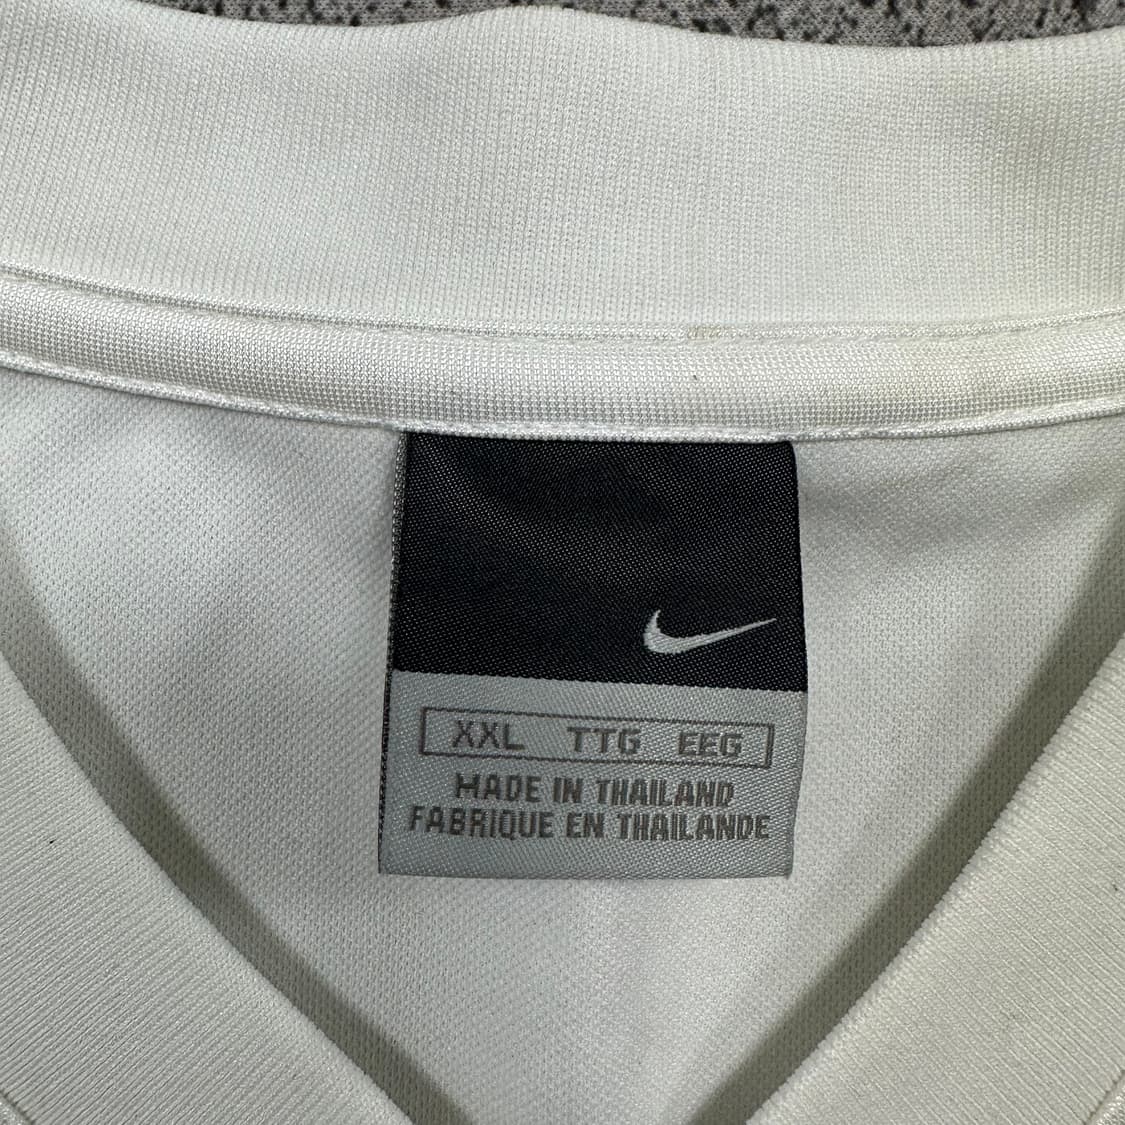 XXL TTG EEG
MADE IN THAILAND
FABRIQUE EN THAILANDE